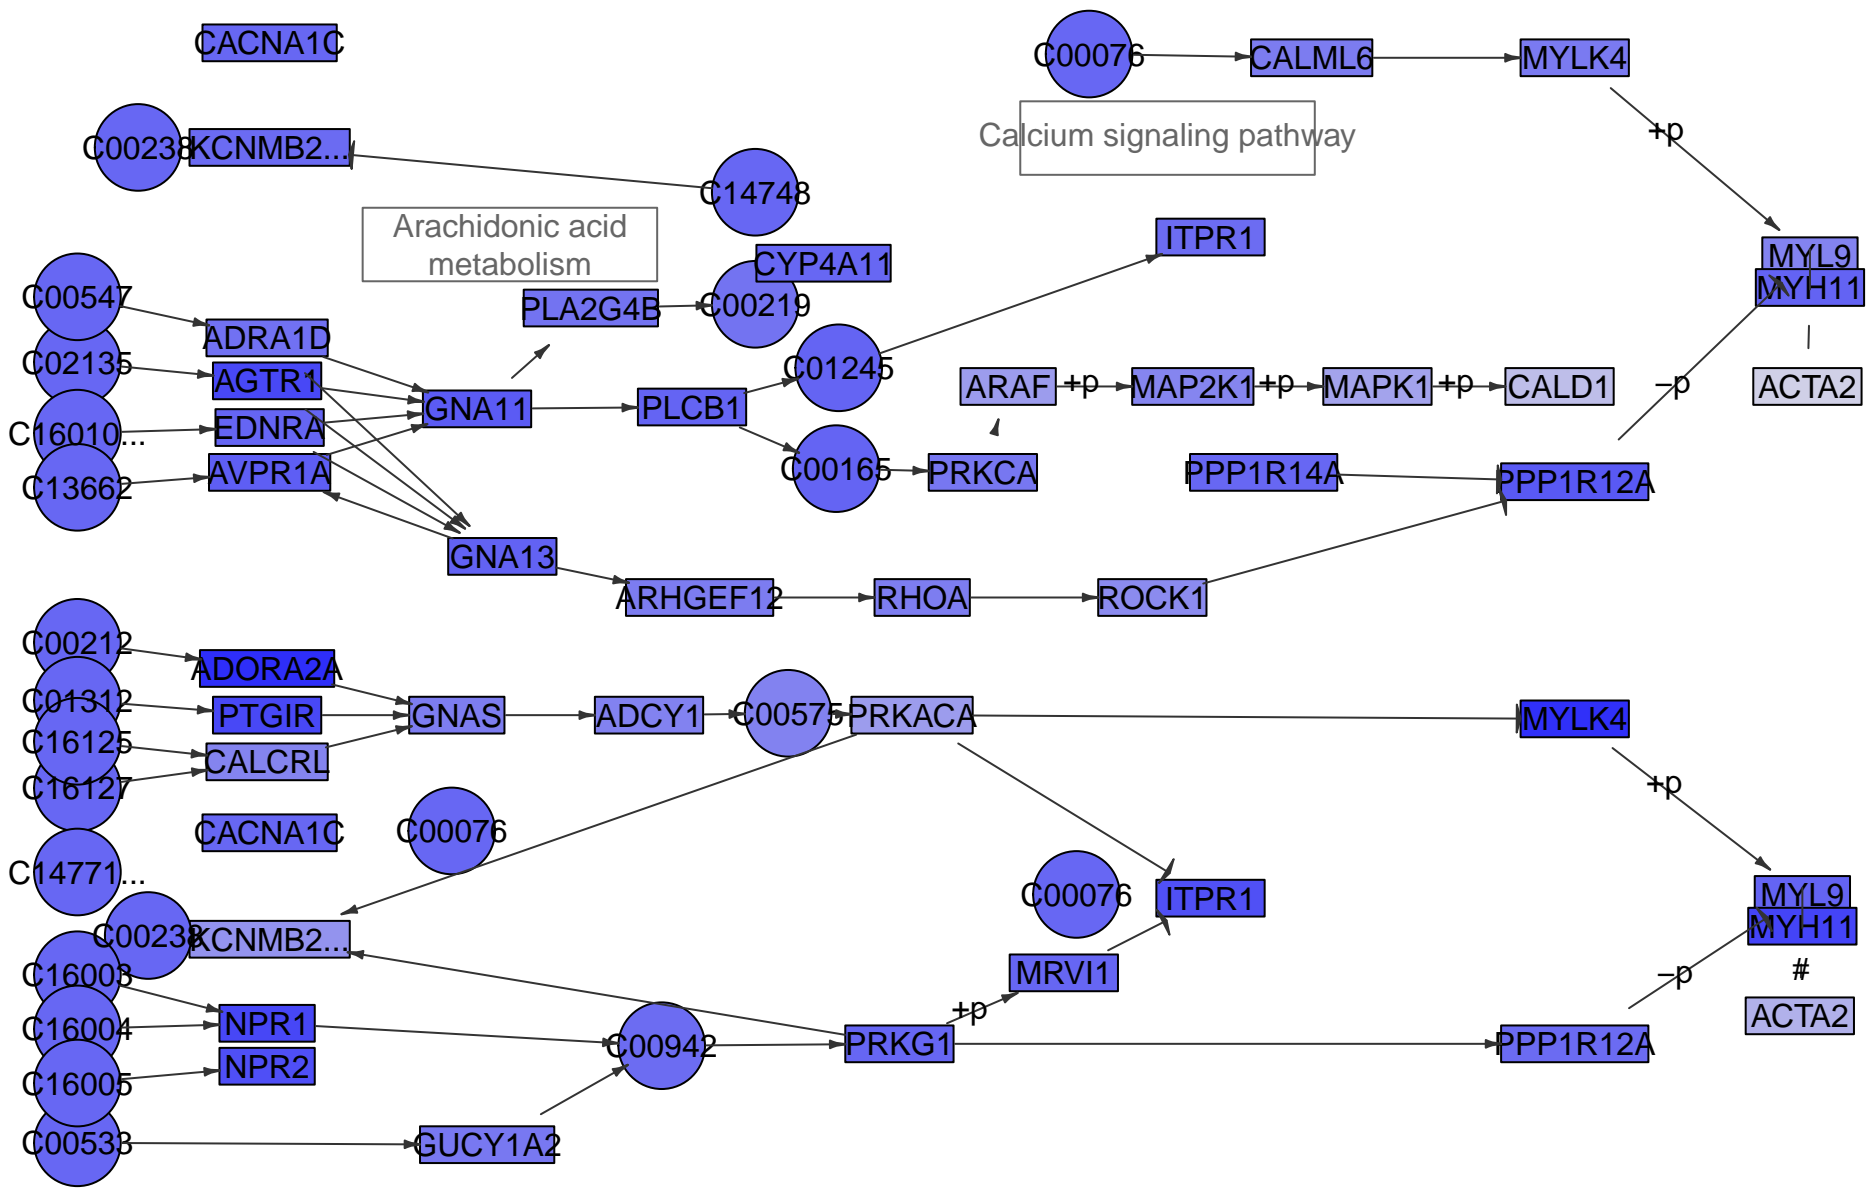 CACNA1C
C00076
CALML6
MYLK4
+p
C00238
KCNMB2...
Calcium signaling pathway
C14748
Arachidonic acid
metabolism
ITPR1
MYL9
MYH11
CYP4A11
C00547
PLA2G4B
C00219
ADRA1D
C02135
AGTR1
C01245
ARAF
+p
MAP2K1
+p
MAPK1
+p
CALD1
–p
ACTA2
GNA11
PLCB1
C16010...
EDNRA
C13662
AVPR1A
C00165
PRKCA
PPP1R14A
PPP1R12A
GNA13
ARHGEF12
RHOA
ROCK1
C00212
ADORA2A
C01312
PTGIR
GNAS
ADCY1
C00575
PRKACA
MYLK4
C16125
CALCRL
C16127
+p
CACNA1C
C00076
C14771...
C00076
ITPR1
MYL9
MYH11
C00238
KCNMB2...
C16003
MRVI1
–p
#
+p
ACTA2
C16004
NPR1
C00942
PRKG1
PPP1R12A
C16005
NPR2
C00533
GUCY1A2